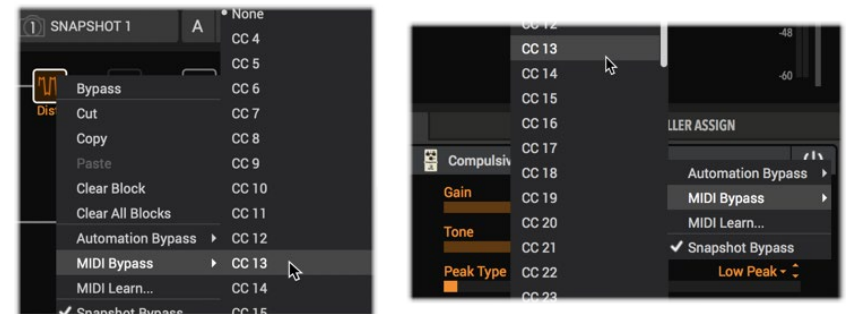 1 SNAPSHOT 1 A
None
CC 4
CC 5
Bypass CC 6
Cut CC 7
Copy CC 8
Paste CC 9
Clear Block CC 10
Clear All Blocks CC 11
Automation Bypass CC 12
MIDI Bypass CC 13
MIDI Learn... CC 14
Snapshot Bypass CC 15
CC 12
CC 13
CC 14
CC 15
CC 16
CC 17
CC 18
CC 19
CC 20
CC 21
CC 22
CC 23
-48
-60
LLER ASSIGN
Compulsiv
Gain
Tone
Peak Type
Automation Bypass
MIDI Bypass
MIDI Learn...
Snapshot Bypass
Low Peak